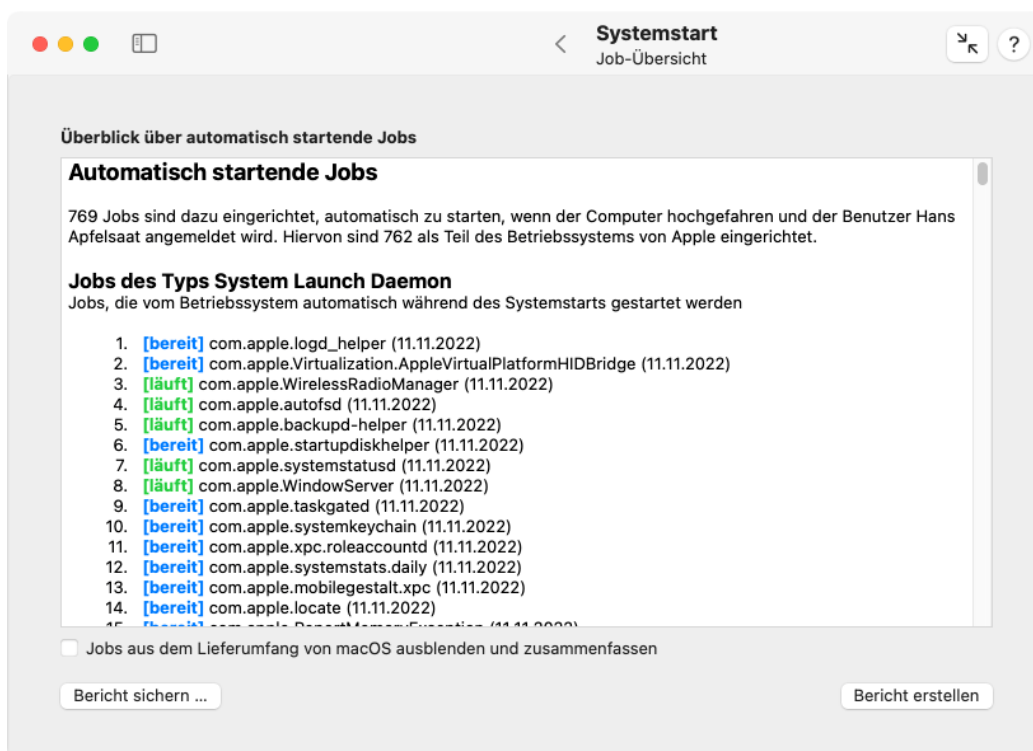 Systemstart
Job-Übersicht
?
Überblick über automatisch startende Jobs
Automatisch startende Jobs
769 Jobs sind dazu eingerichtet, automatisch zu starten, wenn der Computer hochgefahren und der Benutzer Hans
Apfelsaat angemeldet wird. Hiervon sind 762 als Teil des Betriebssystems von Apple eingerichtet.
Jobs des Typs System Launch Daemon
Jobs, die vom Betriebssystem automatisch während des Systemstarts gestartet werden
1. [bereit] com.apple.logd_helper (11.11.2022)
2. [bereit] com.apple.Virtualization.AppleVirtualPlatformHIDBridge (11.11.2022)
3. [läuft] com.apple.WirelessRadioManager (11.11.2022)
4. [läuft] com.apple.autofsd (11.11.2022)
5. [läuft] com.apple.backupd-helper (11.11.2022)
6. [bereit] com.apple.startupdiskhelper (11.11.2022)
7. [läuft] com.apple.systemstatusd (11.11.2022)
8. [läuft] com.apple.WindowServer (11.11.2022)
9. [bereit] com.apple.taskgated (11.11.2022)
10. [bereit] com.apple.systemkeychain (11.11.2022)
11. [bereit] com.apple.xpc.roleaccountd (11.11.2022)
12. [bereit] com.apple.systemstats.daily (11.11.2022)
13. [bereit] com.apple.mobilegestalt.xpc (11.11.2022)
14. [bereit] com.apple.locate (11.11.2022)
15. [bereit] com.apple.ReportMemoryException (11.11.2022)
Jobs aus dem Lieferumfang von macOS ausblenden und zusammenfassen
Bericht sichern ...
Bericht erstellen